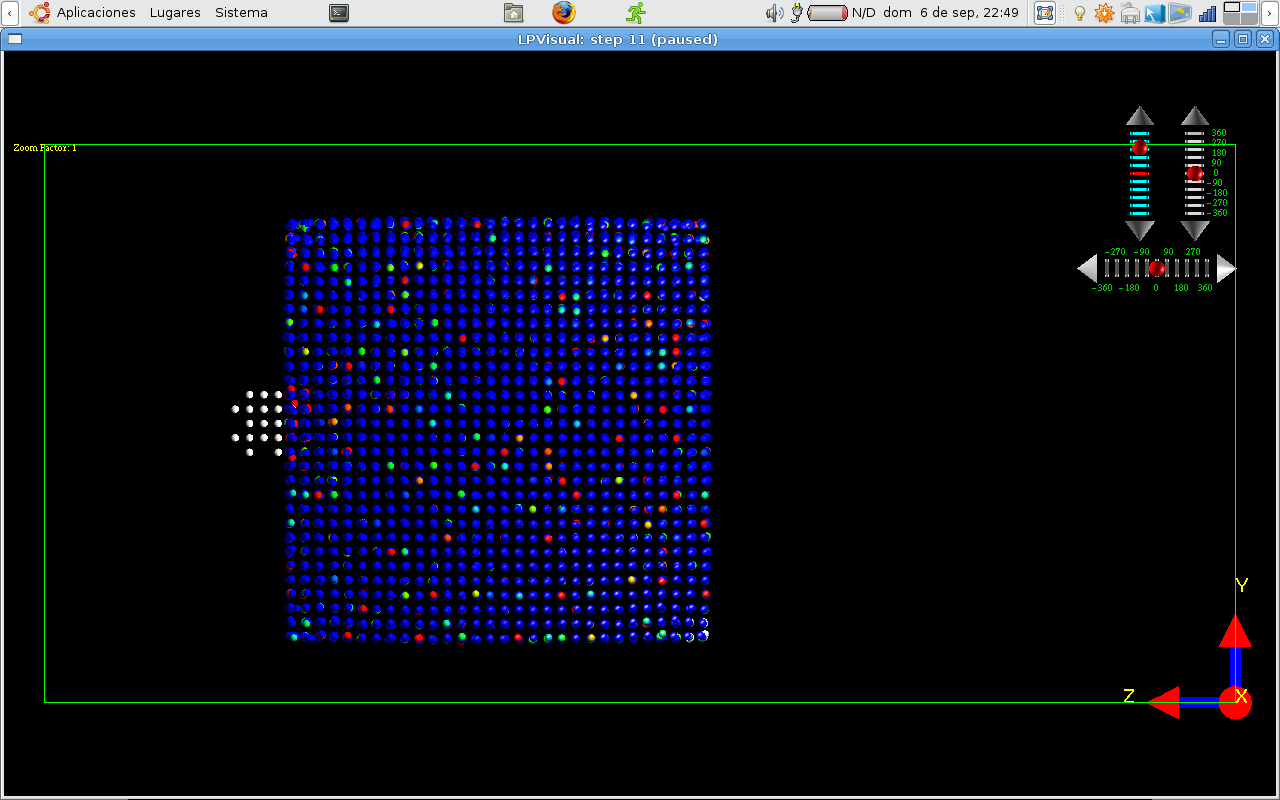 Aplicaciones Lugares Sistema N/D dom 6 de sep, 22:49
LPVisual: step 11 (paused)
Zoom Factor: 1
360
270
180
90
0
-90
-180
-270
-360
-270 -90 90 270
-360 -180 0 180 360
Y
Z X